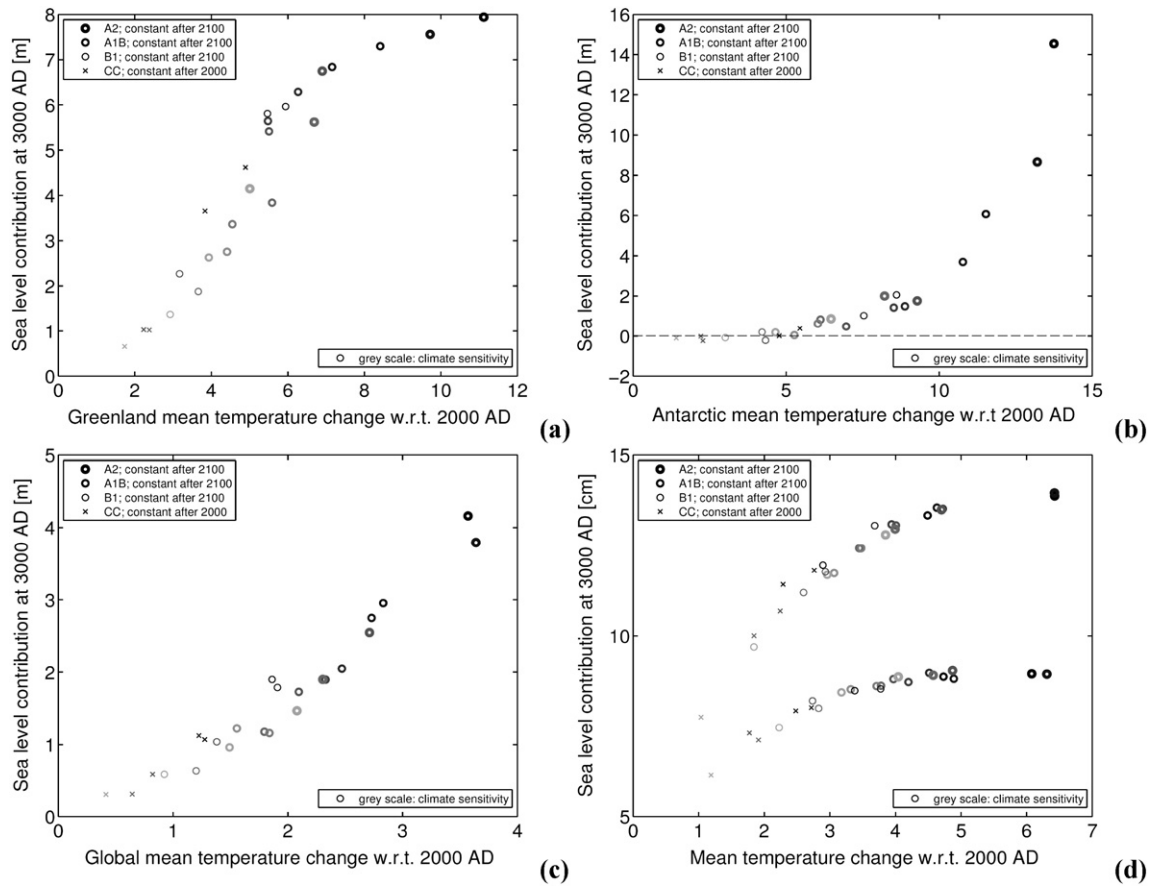 A2; constant after 2100
A1B; constant after 2100
B1; constant after 2100
CC; constant after 2000
Sea level contribution at 3000 AD [m]
8
7
6
5
4
3
2
1
0
grey scale: climate sensitivity
0 2 4 6 8 10 12
Greenland mean temperature change w.r.t. 2000 AD
(a)
A2; constant after 2100
A1B; constant after 2100
B1; constant after 2100
CC; constant after 2000
Sea level contribution at 3000 AD [m]
16
14
12
10
8
6
4
2
0
−2
grey scale: climate sensitivity
0 5 10 15
Antarctic mean temperature change w.r.t 2000 AD
(b)
A2; constant after 2100
A1B; constant after 2100
B1; constant after 2100
CC; constant after 2000
Sea level contribution at 3000 AD [m]
5
4
3
2
1
0
grey scale: climate sensitivity
0 1 2 3 4
Global mean temperature change w.r.t. 2000 AD
(c)
A2; constant after 2100
A1B; constant after 2100
B1; constant after 2100
CC; constant after 2000
Sea level contribution at 3000 AD [cm]
15
10
5
grey scale: climate sensitivity
0 1 2 3 4 5 6 7
Mean temperature change w.r.t. 2000 AD
(d)